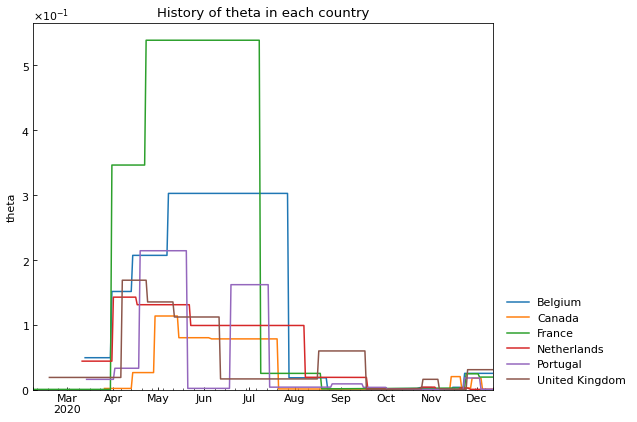 History of theta in each country
×10⁻¹
5
4
3
2
1
0
theta
Mar Apr May Jun Jul Aug Sep Oct Nov Dec
2020
Belgium
Canada
France
Netherlands
Portugal
United Kingdom